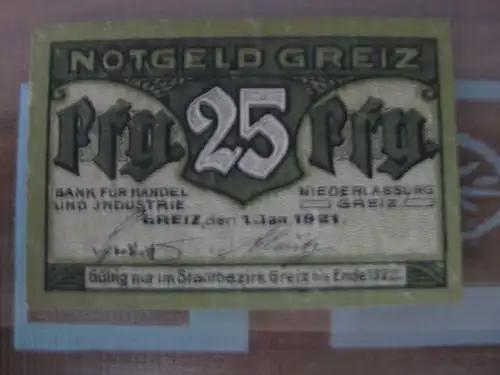 NOTGELD GREIZ
Pfg. 25 Pfg.
BANK FÜR HANDEL NIEDERLASSUNG
UND JNDUSTRIE GREIZ
GREIZ, den 1. Jan 1921.
Gültig nur im Stadtbezirk Greiz bis Ende 1922